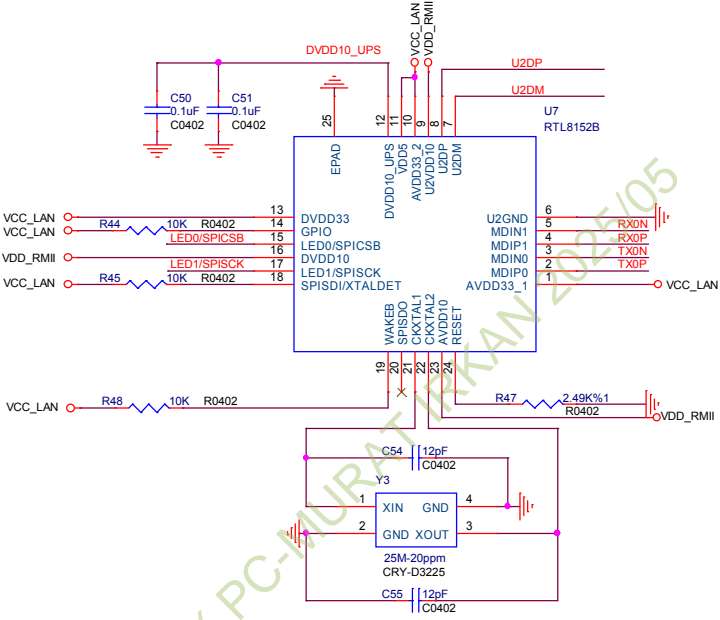 VCC_LAN
VDD_RMII
DVDD10_UPS
U2DP
U2DM
C50
0.1uF
C0402
C51
0.1uF
C0402
U7
RTL8152B
25
12
11
10
9
8
7
EPAD
DVDD10_UPS
VDD5
AVDD33_2
U2VDD10
U2DP
U2DM
VCC_LAN
13
DVDD33
VCC_LAN
R44
10K
R0402
14
GPIO
LED0/SPICSB
15
LED0/SPICSB
VDD_RMII
16
DVDD10
LED1/SPISCK
17
LED1/SPISCK
VCC_LAN
R45
10K
R0402
18
SPISDI/XTALDET
U2GND
6
MDIN1
5
RX0N
MDIP1
4
RX0P
MDIN0
3
TX0N
MDIP0
2
TX0P
AVDD33_1
1
VCC_LAN
WAKEB
SPISDO
CKXTAL1
CKXTAL2
AVDD10
RESET
19
20
21
22
23
24
VCC_LAN
R48
10K
R0402
R47
2.49K%1
R0402
VDD_RMII
C54
12pF
C0402
Y3
1
XIN
GND
4
2
GND
XOUT
3
25M-20ppm
CRY-D3225
C55
12pF
C0402
PC-MURAT IRKAN 2025/05